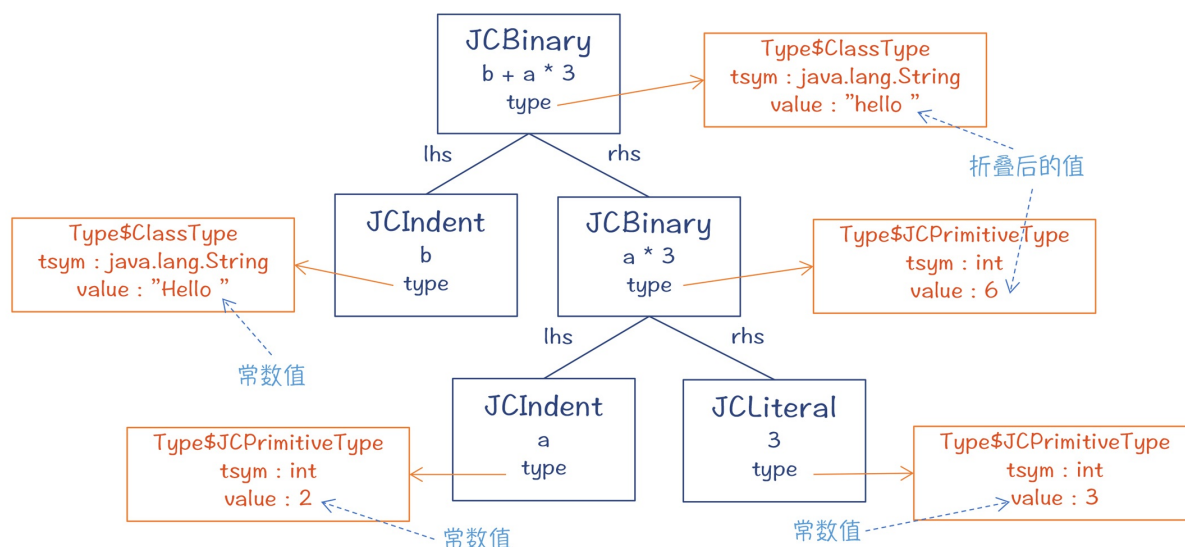 JCBinary
b + a * 3
type
Type$ClassType
tsym : java.lang.String
value : ”hello ”
lhs
rhs
折叠后的值
JCIndent
b
type
JCBinary
a * 3
type
Type$ClassType
tsym : java.lang.String
value : ”Hello ”
Type$JCPrimitiveType
tsym : int
value : 6
lhs
rhs
常数值
JCIndent
a
type
JCLiteral
3
type
Type$JCPrimitiveType
tsym : int
value : 2
Type$JCPrimitiveType
tsym : int
value : 3
常数值
常数值